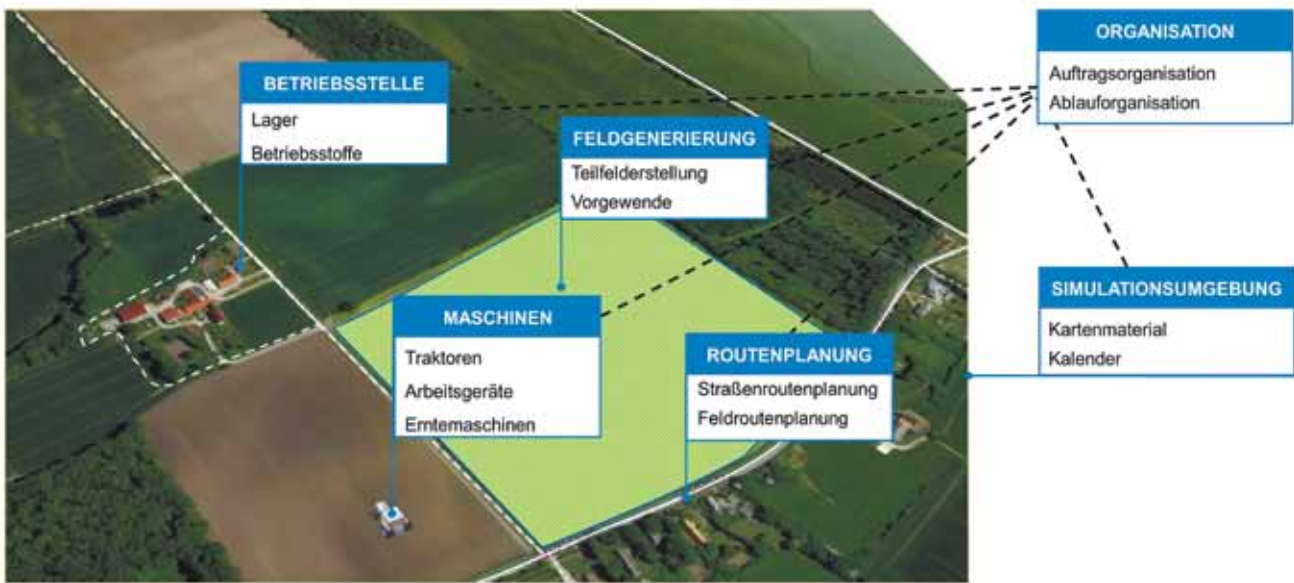 ORGANISATION
Auftragsorganisation
Ablauforganisation
BETRIEBSSTELLE
Lager
Betriebsstoffe
FELDGENERIERUNG
Teilfelderstellung
Vorgewende
SIMULATIONSUMGEBUNG
Kartenmaterial
Kalender
MASCHINEN
Traktoren
Arbeitsgeräte
Erntemaschinen
ROUTENPLANUNG
Straßenroutenplanung
Feldroutenplanung